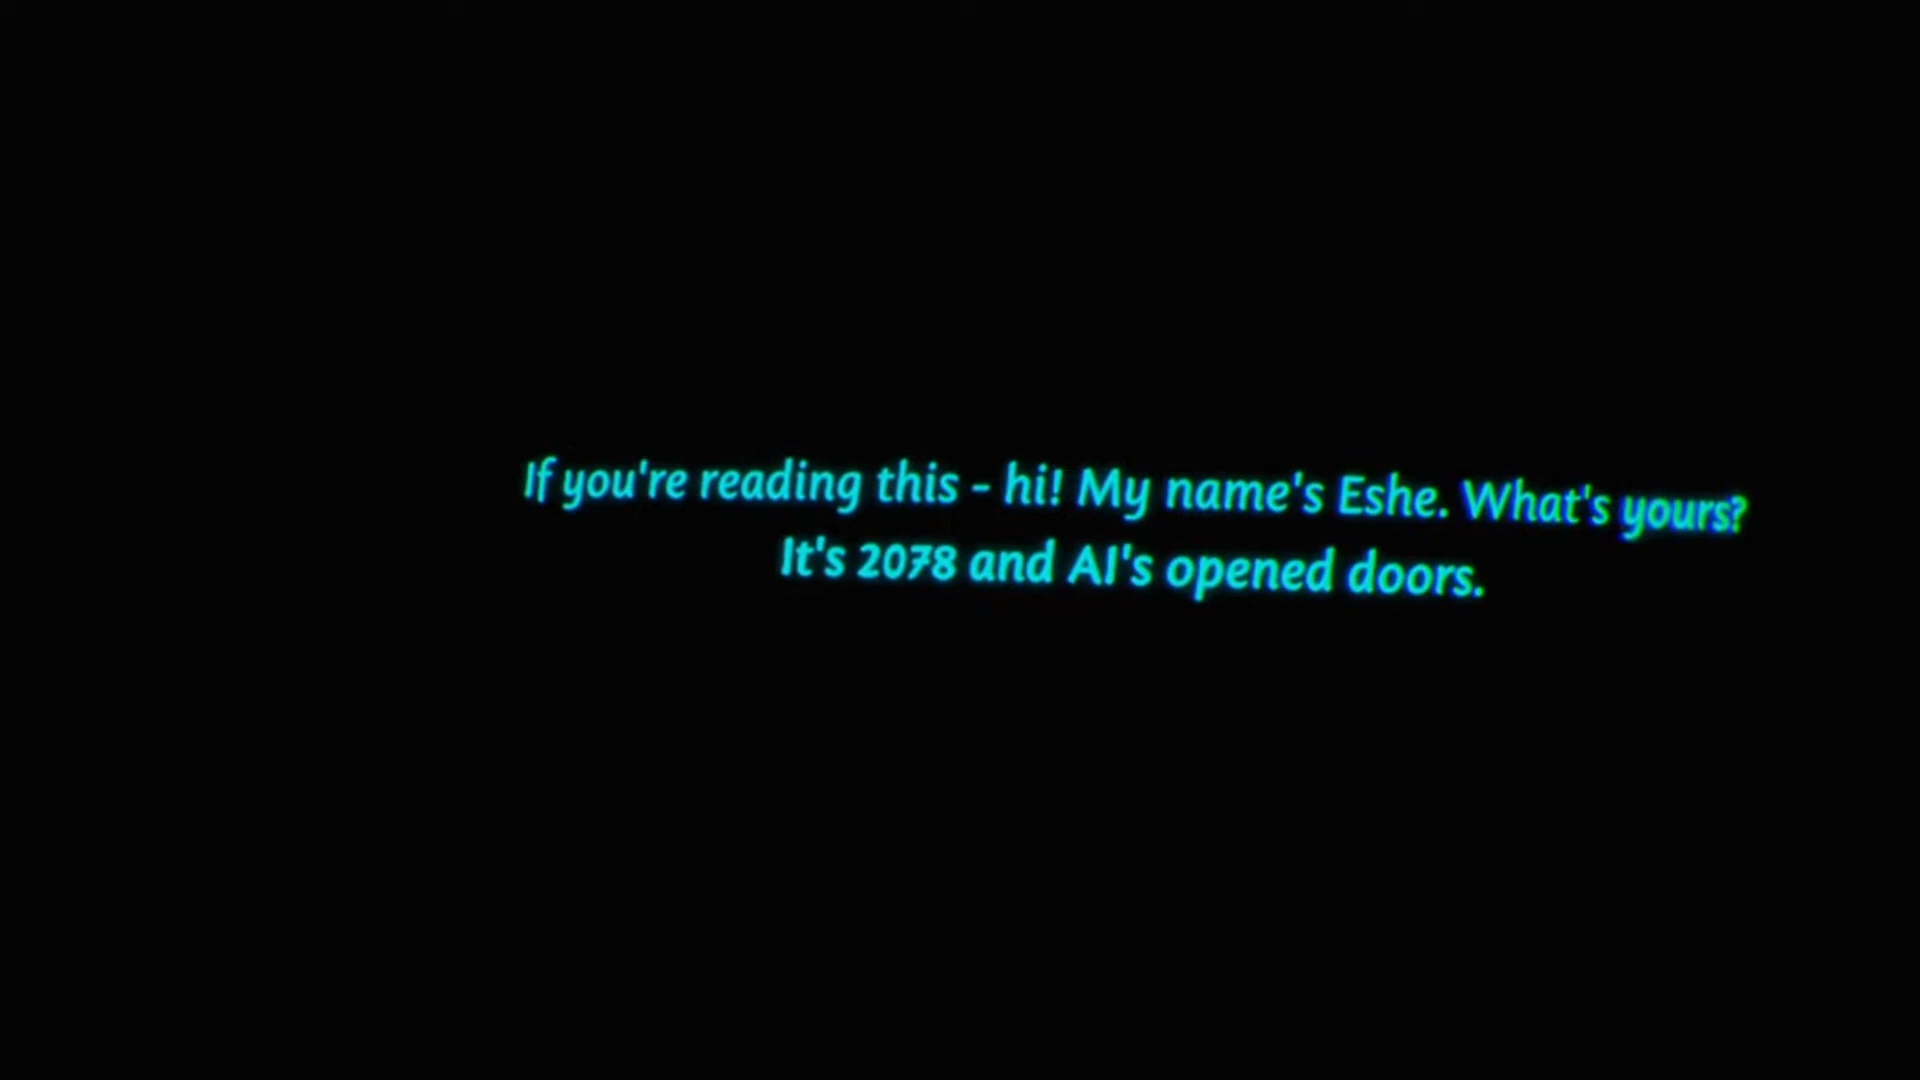 If you're reading this - hi! My name's Eshe. What's yours?
It's 2078 and AI's opened doors.